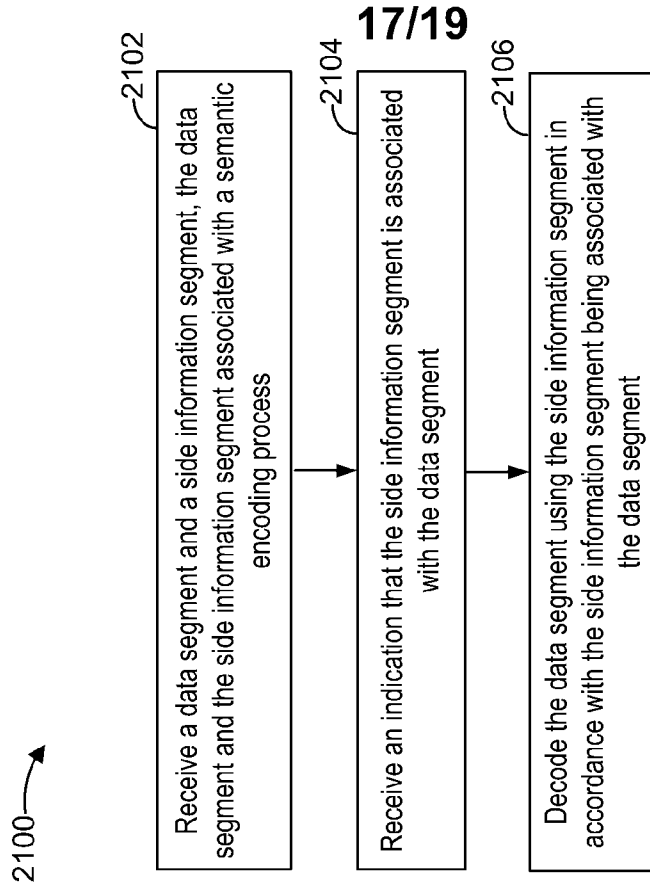 17/19
2100
2102
Receive a data segment and a side information segment, the data
segment and the side information segment associated with a semantic
encoding process
2104
Receive an indication that the side information segment is associated
with the data segment
2106
Decode the data segment using the side information segment in
accordance with the side information segment being associated with
the data segment